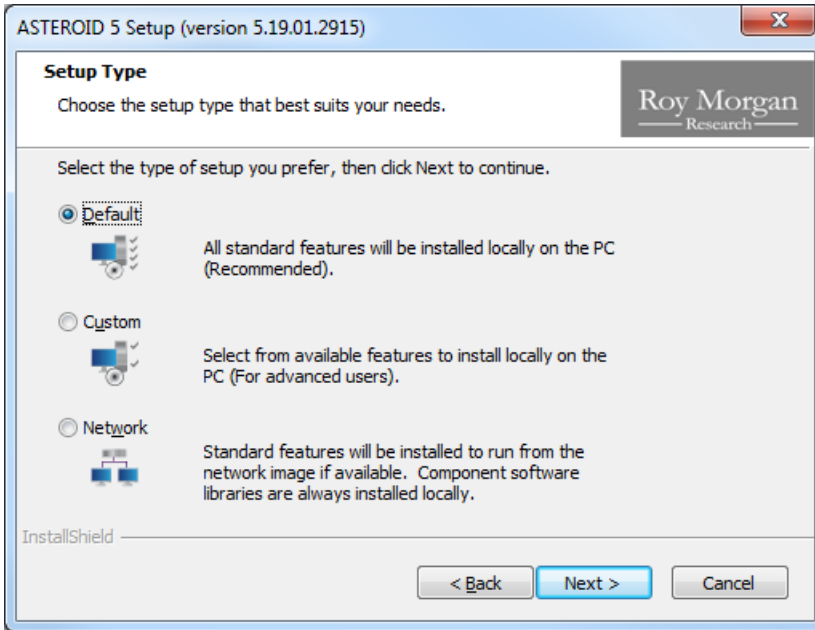 ASTEROID 5 Setup (version 5.19.01.2915)
Setup Type
Choose the setup type that best suits your needs.
Roy Morgan
Research
Select the type of setup you prefer, then click Next to continue.
Default
All standard features will be installed locally on the PC
(Recommended).
Custom
Select from available features to install locally on the
PC (For advanced users).
Network
Standard features will be installed to run from the
network image if available.  Component software
libraries are always installed locally.
InstallShield
< Back
Next >
Cancel